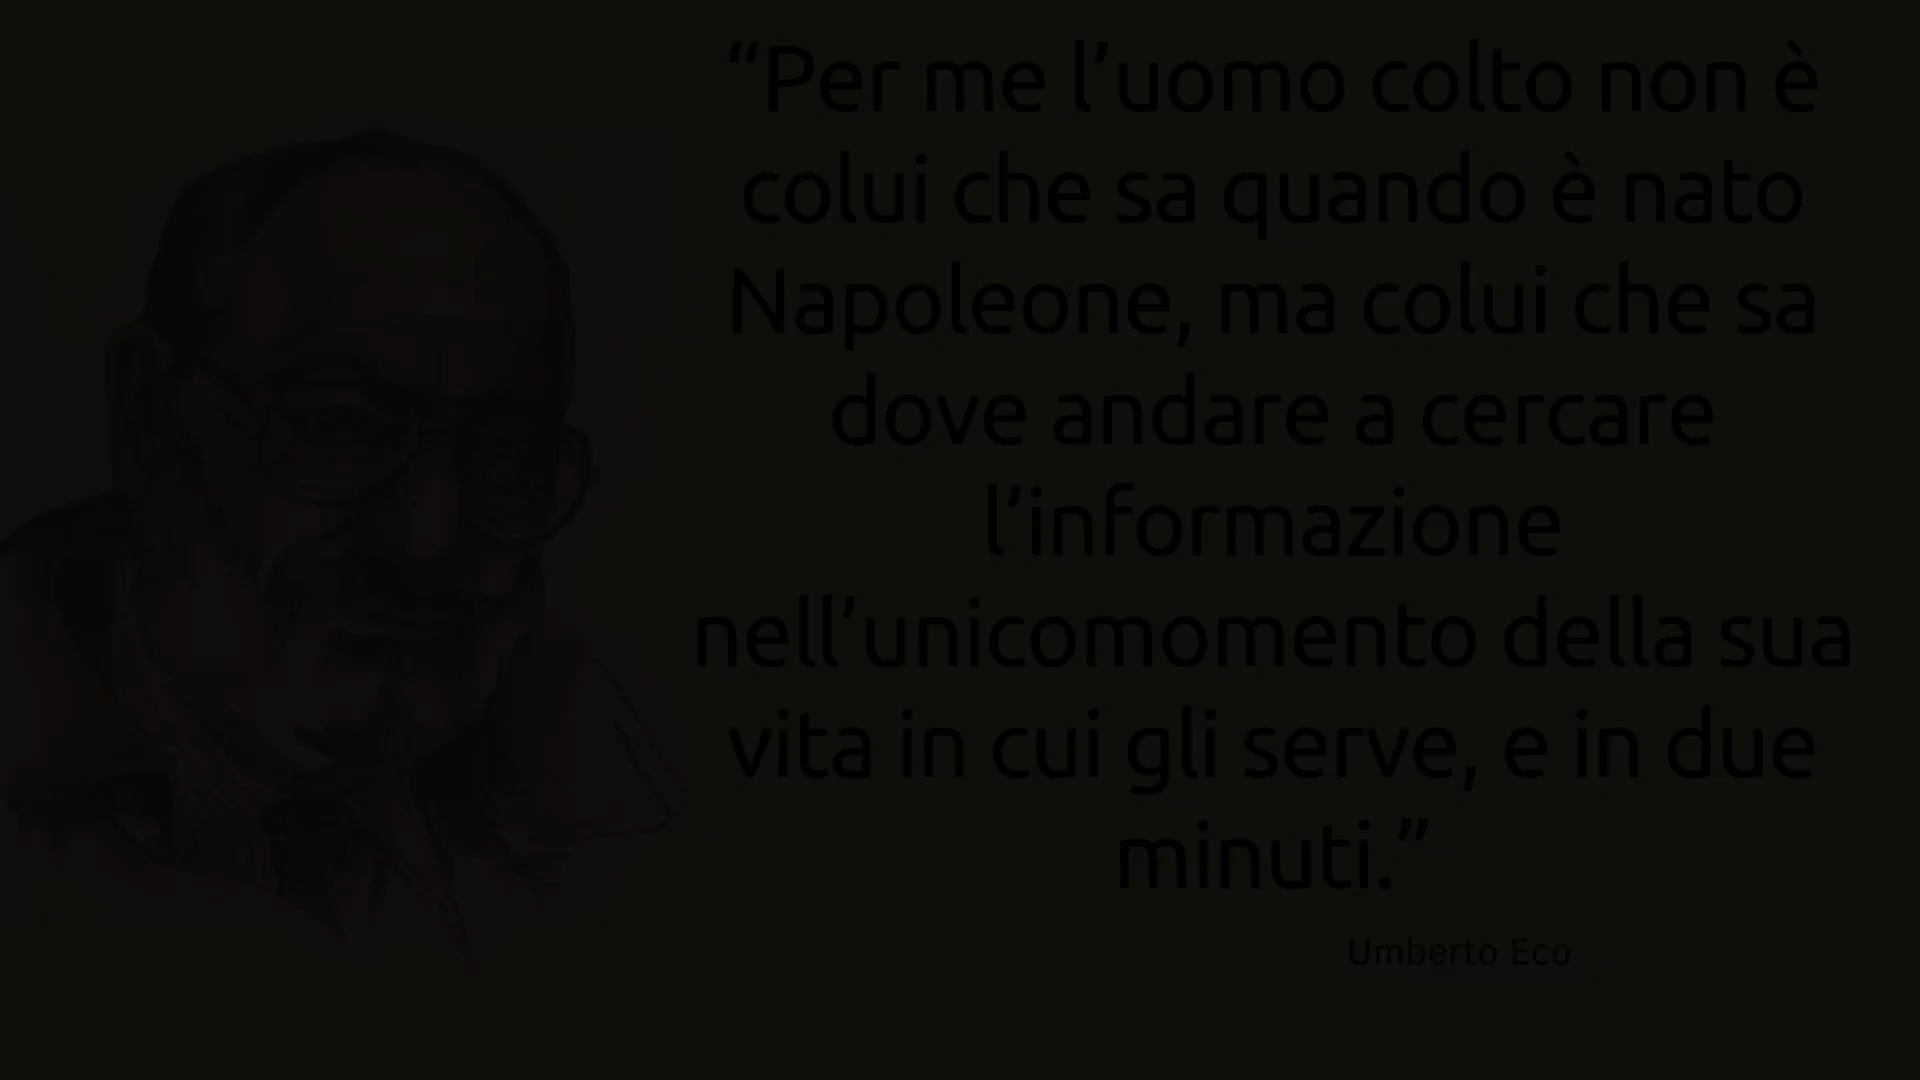 “Per me l’uomo colto non è
colui che sa quando è nato
Napoleone, ma colui che sa
dove andare a cercare
l’informazione
nell’unicomomento della sua
vita in cui gli serve, e in due
minuti.”
Umberto Eco